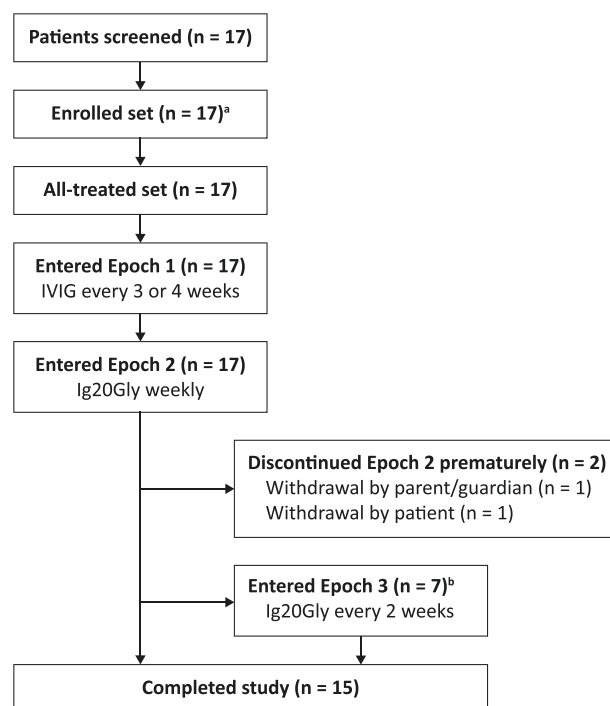 Patients screened (n = 17)
Enrolled set (n = 17)ᵃ
All-treated set (n = 17)
Entered Epoch 1 (n = 17)
IVIG every 3 or 4 weeks
Entered Epoch 2 (n = 17)
Ig20Gly weekly
Discontinued Epoch 2 prematurely (n = 2)
Withdrawal by parent/guardian (n = 1)
Withdrawal by patient (n = 1)
Entered Epoch 3 (n = 7)ᵇ
Ig20Gly every 2 weeks
Completed study (n = 15)